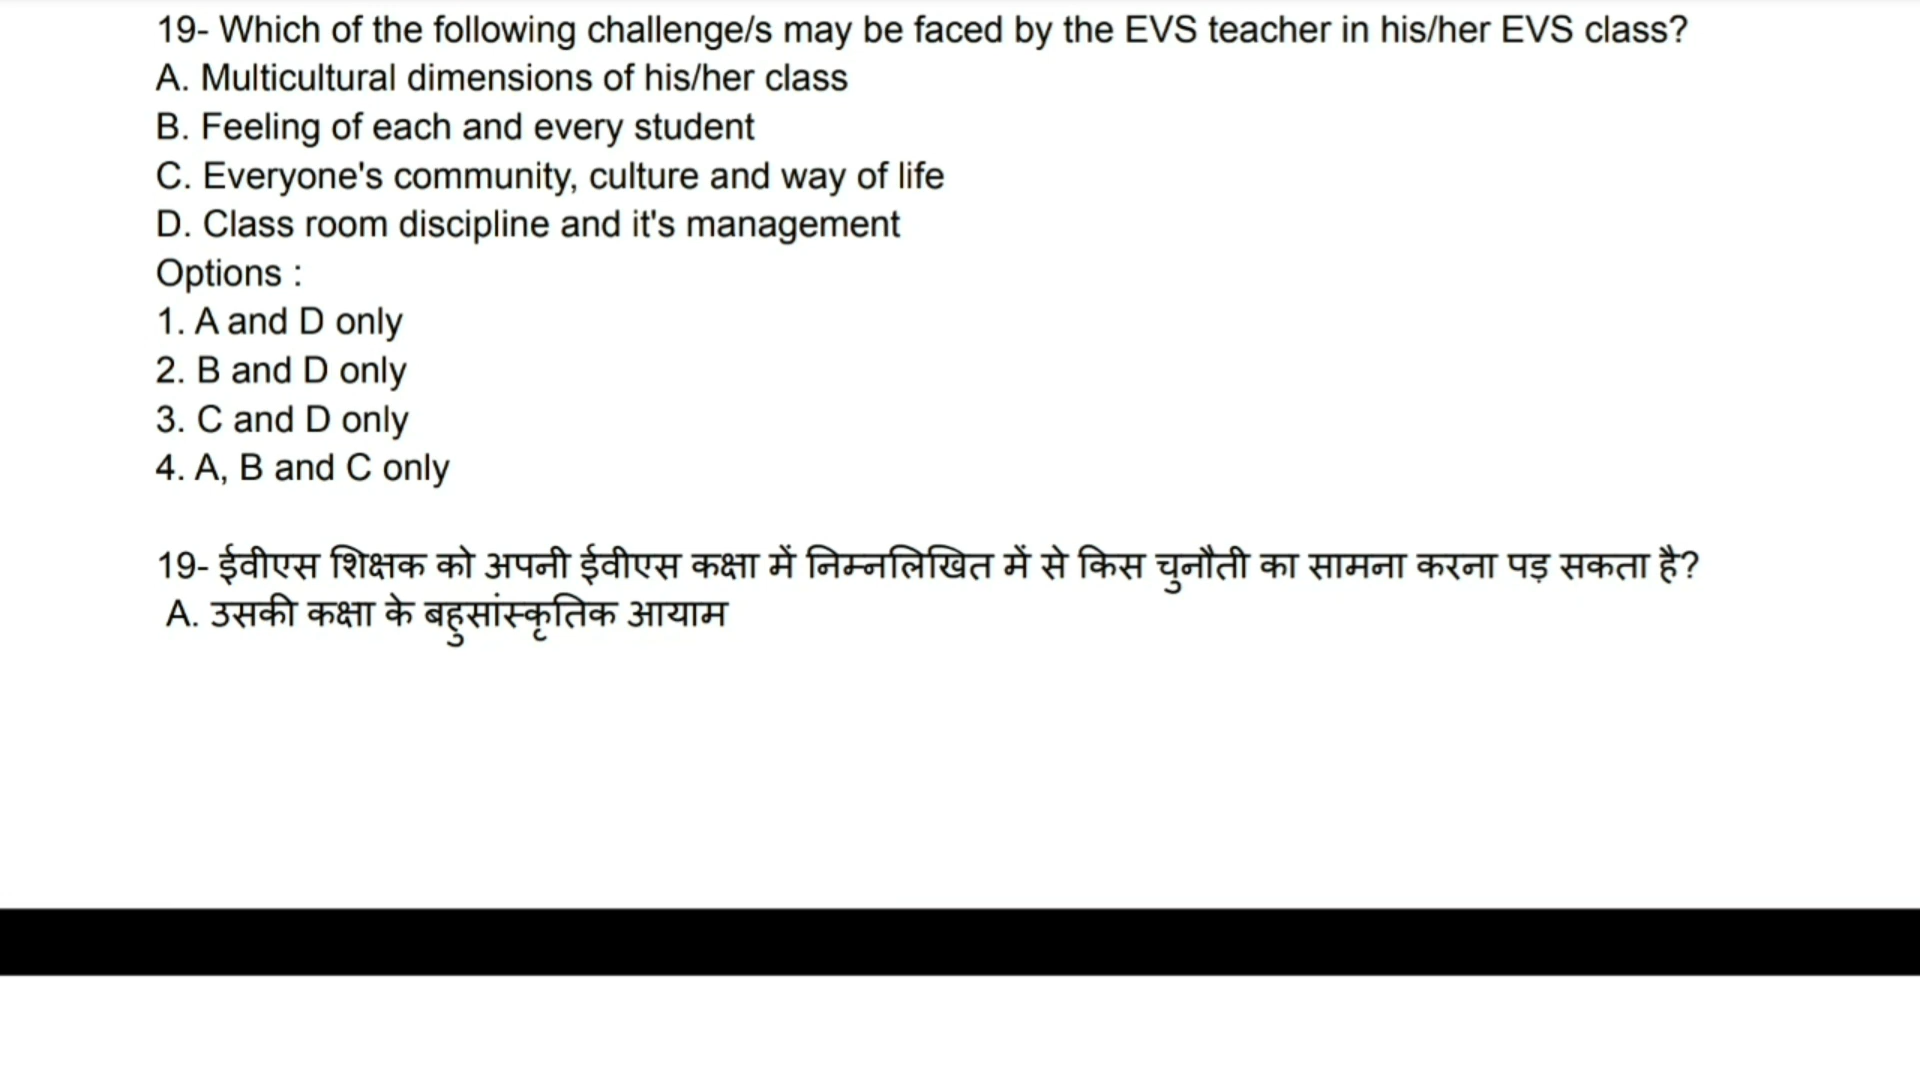 19- Which of the following challenge/s may be faced by the EVS teacher in his/her EVS class?
A. Multicultural dimensions of his/her class
B. Feeling of each and every student
C. Everyone's community, culture and way of life
D. Class room discipline and it's management
Options :
1. A and D only
2. B and D only
3. C and D only
4. A, B and C only
19- ईवीएस शिक्षक को अपनी ईवीएस कक्षा में निम्नलिखित में से किस चुनौती का सामना करना पड़ सकता है?
A. उसकी कक्षा के बहुसांस्कृतिक आयाम